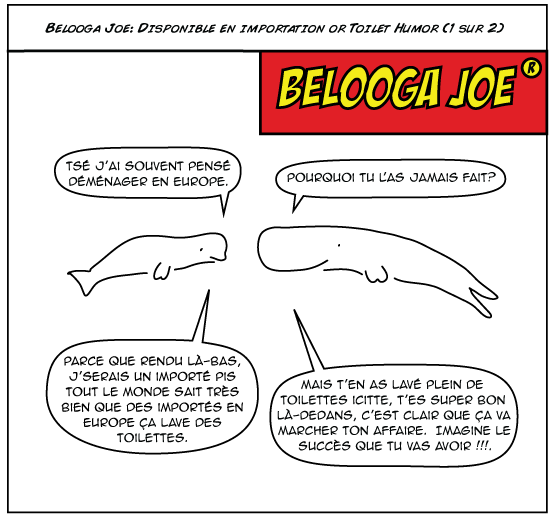 Belooga Joe: Disponible en importation or Toilet Humor (1 sur 2)
BELOOGA JOE R
TSÉ J'AI SOUVENT PENSÉ
DÉMÉNAGER EN EUROPE.
POURQUOI TU L'AS JAMAIS FAIT?
PARCE QUE RENDU LÀ-BAS,
J'SERAIS UN IMPORTÉ PIS
TOUT LE MONDE SAIT TRÈS
BIEN QUE DES IMPORTÉS EN
EUROPE ÇA LAVE DES
TOILETTES.
MAIS T'EN AS LAVÉ PLEIN DE
TOILETTES ICITTE, T'ES SUPER BON
LÀ-DEDANS, C'EST CLAIR QUE ÇA VA
MARCHER TON AFFAIRE. IMAGINE LE
SUCCÈS QUE TU VAS AVOIR !!!.